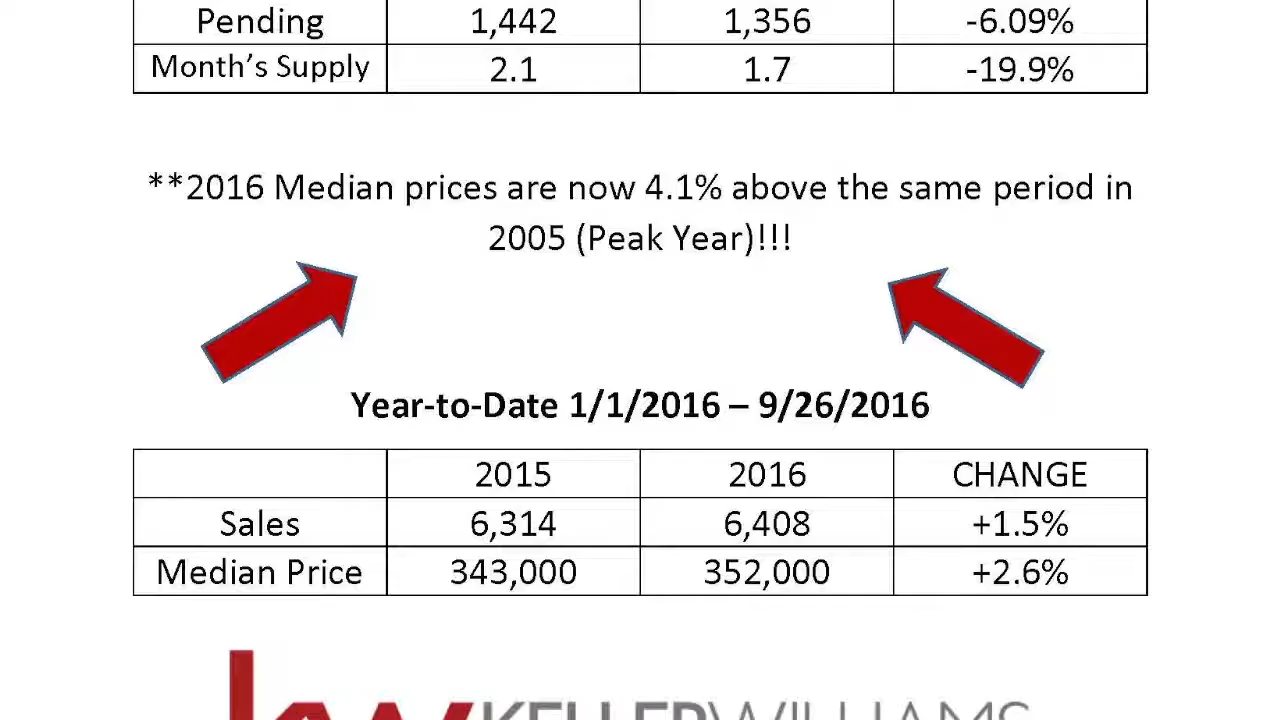 Pending 1,442 1,356 -6.09%
Month's Supply 2.1 1.7 -19.9%
**2016 Median prices are now 4.1% above the same period in
2005 (Peak Year)!!!
Year-to-Date 1/1/2016 – 9/26/2016
2015 2016 CHANGE
Sales 6,314 6,408 +1.5%
Median Price 343,000 352,000 +2.6%
kw KELLERWILLIAMS